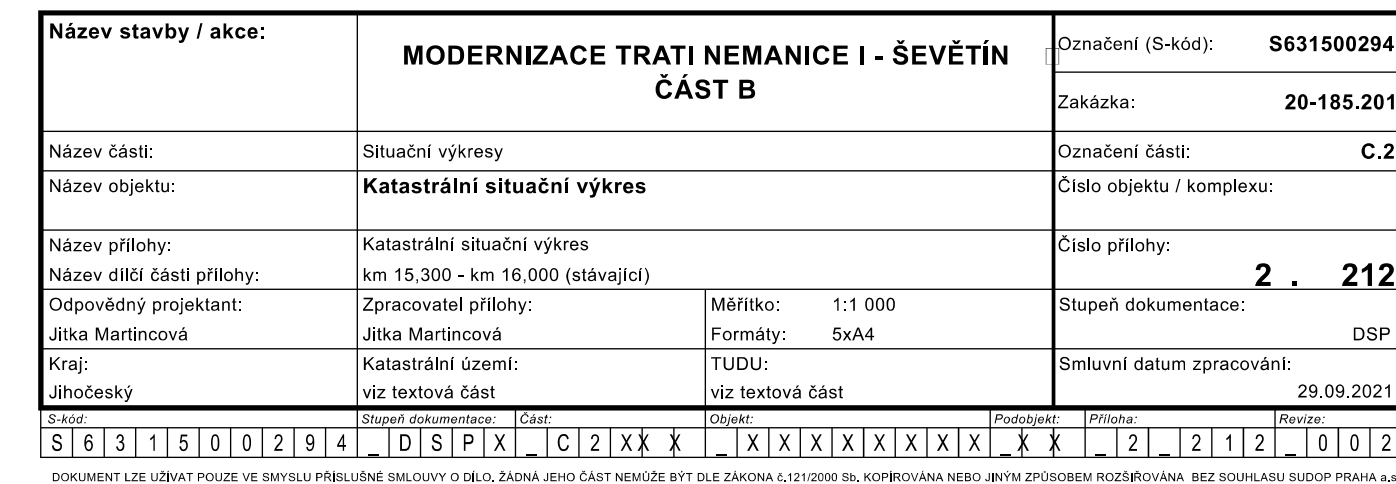 Název stavby / akce:
MODERNIZACE TRATI NEMANICE I - ŠEVĚTÍN
ČÁST B
Označení (S-kód): S631500294
Zakázka: 20-185.201
Název části: Situační výkresy Označení části: C.2
Název objektu: Katastrální situační výkres Číslo objektu / komplexu:
Název přílohy: Katastrální situační výkres Číslo přílohy:
Název dílčí části přílohy: km 15,300 - km 16,000 (stávající) 2 . 212
Odpovědný projektant: Zpracovatel přílohy: Měřítko: 1:1 000 Stupeň dokumentace:
Jitka Martincová Jitka Martincová Formáty: 5xA4 DSP
Kraj: Katastrální území: TUDU: Smluvní datum zpracování:
Jihočeský viz textová část viz textová část 29.09.2021
S-kód: Stupeň dokumentace: Část: Objekt: Podobjekt: Příloha: Revize:
S 6 3 1 5 0 0 2 9 4 _ D S P X _ C 2 X X X _ X X X X X X X X X _ X X _ 2 _ 2 1 2 _ 0 0 2
DOKUMENT LZE UŽÍVAT POUZE VE SMYSLU PŘÍSLUŠNÉ SMLOUVY O DÍLO. ŽÁDNÁ JEHO ČÁST NEMŮŽE BÝT DLE ZÁKONA č.121/2000 Sb. KOPÍROVÁNA NEBO JINÝM ZPŮSOBEM ROZŠIŘOVÁNA BEZ SOUHLASU SUDOP PRAHA a.s